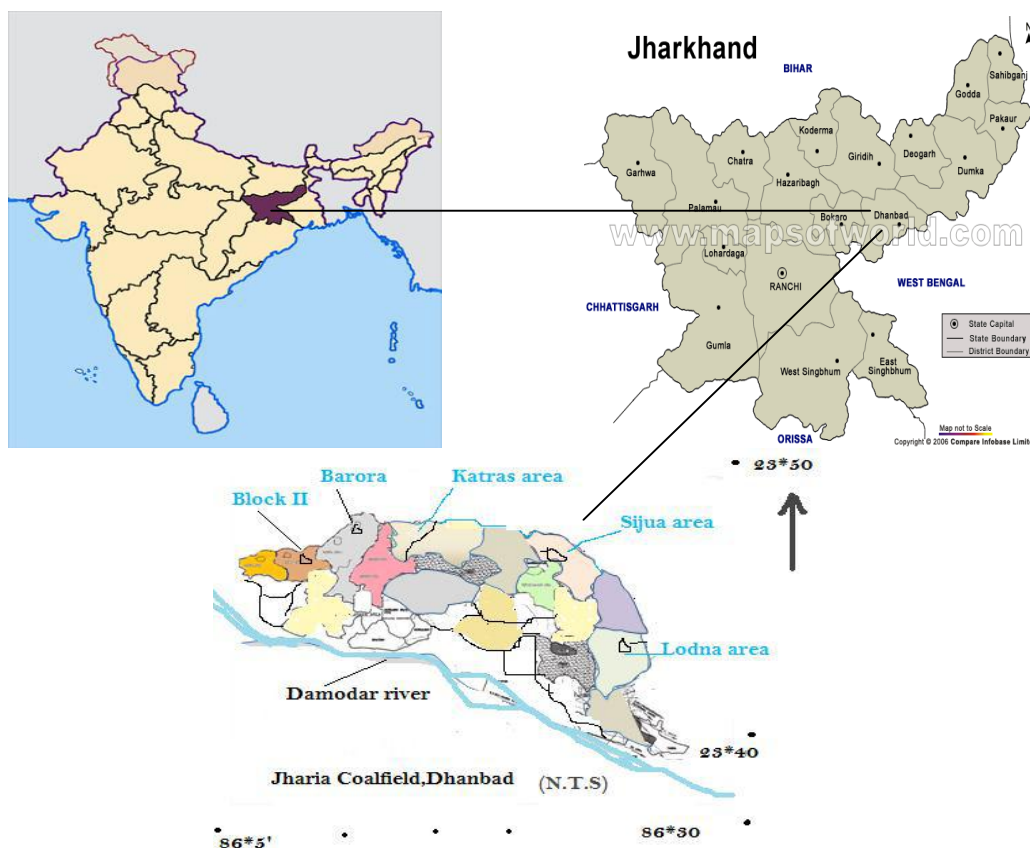 Jharkhand
N
BIHAR
Sahibganj
Godda
Pakaur
Koderma
Deogarh
Giridih
Chatra
Garhwa
Dumka
Hazaribagh
Palamau
Bokaro
Dhanbad
www.mapsofworld.com
Lohardaga
RANCHI
WEST BENGAL
CHHATTISGARH
State Capital
State Boundary
District Boundary
Gumla
West Singbhum
East
Singhbhum
Map not to Scale
ORISSA
Copyright © 2006 Compare Infobase Limite
23*50
Barora
Katras area
Block II
Sijua area
Lodna area
Damodar river
23*40
Jharia Coalfield,Dhanbad (N.T.S)
86*5'
86*30